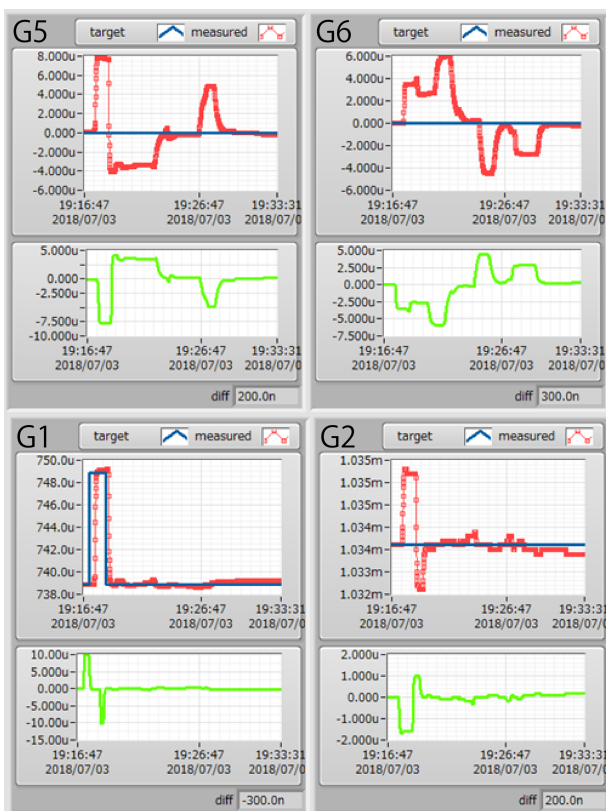 G5 target measured
8.000u
6.000u
4.000u
2.000u
0.000
-2.000u
-4.000u
-6.000u
19:16:47 19:26:47 19:33:31
2018/07/03 2018/07/03 2018/07/0
5.000u
0.000
-2.500u
-7.500u
-10.000u
19:16:47 19:26:47 19:33:31
2018/07/03 2018/07/03 2018/07/0
diff 200.0n
G6 target measured
6.000u
4.000u
2.000u
0.000
-2.000u
-4.000u
-6.000u
19:16:47 19:26:47 19:33:31
2018/07/03 2018/07/03 2018/07/0
5.000u
2.500u
0.000
-2.500u
-5.000u
-7.500u
19:16:47 19:26:47 19:33:31
2018/07/03 2018/07/03 2018/07/0
diff 300.0n
G1 target measured
750.0u
748.0u
746.0u
744.0u
742.0u
740.0u
738.0u
19:16:47 19:26:47 19:33:31
2018/07/03 2018/07/03 2018/07/0
10.00u
5.000u
0.000
-5.000u
-10.00u
-15.00u
19:16:47 19:26:47 19:33:31
2018/07/03 2018/07/03 2018/07/0
diff -300.0n
G2 target measured
1.035m
1.035m
1.034m
1.034m
1.033m
1.032m
19:16:47 19:26:47 19:33:31
2018/07/03 2018/07/03 2018/07/0
2.000u
1.000u
0.000
-1.000u
-2.000u
19:16:47 19:26:47 19:33:31
2018/07/03 2018/07/03 2018/07/0
diff 200.0n